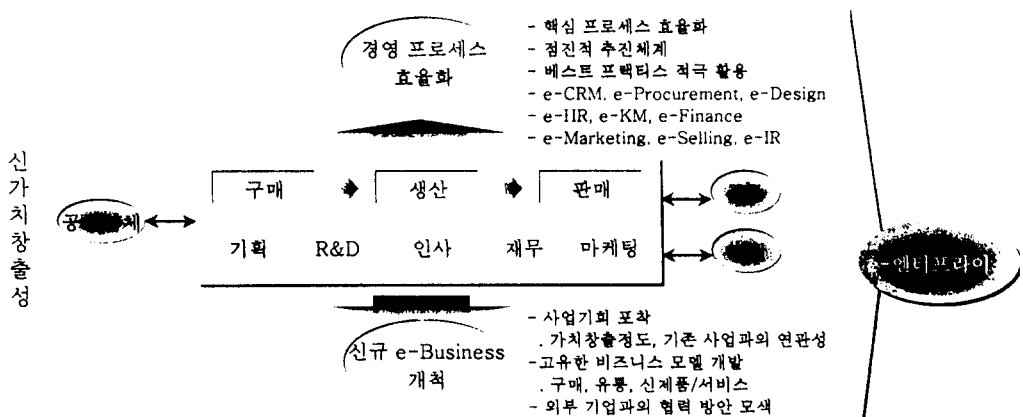 경영 프로세스
효율화
- 핵심 프로세스 효율화
- 점진적 추진체계
- 베스트 프랙티스 적극 활용
- e-CRM, e-Procurement, e-Design
- e-HR, e-KM, e-Finance
- e-Marketing, e-Selling, e-IR
신가치창출성
구매 생산 판매
기획 R&D 인사 재무 마케팅
e-엔터프라이
신규 e-Business
개척
- 사업기회 포착
. 가치창출정도, 기존 사업과의 연관성
-고유한 비즈니스 모델 개발
. 구매, 유통, 신제품/서비스
- 외부 기업과의 협력 방안 모색